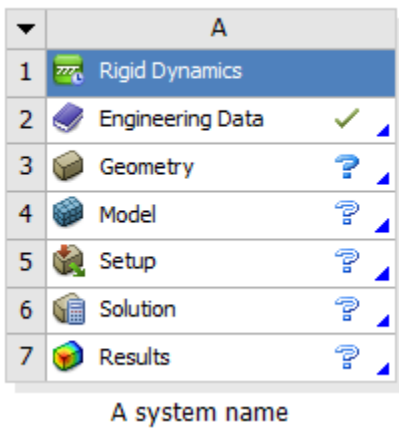 A
1 Rigid Dynamics
2 Engineering Data
3 Geometry ?
4 Model ?
5 Setup ?
6 Solution ?
7 Results ?
A system name